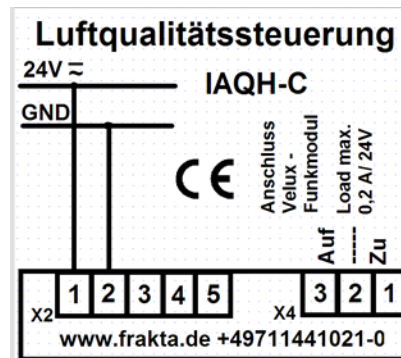 Luftqualitätssteuerung
24V
IAQH-C
GND
CE
Anschluss
Velux -
Funkmodul
Load max.
0,2 A/ 24V
Auf
-----
Zu
X2
1 2 3 4 5
X4
3 2 1
www.frakta.de +49711441021-0